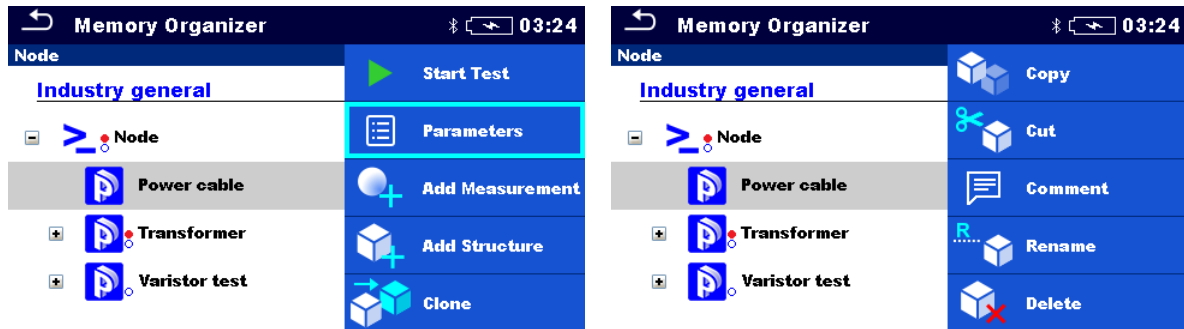 Memory Organizer 03:24
Node
Industry general
Node
Power cable
Transformer
Varistor test
Start Test
Parameters
Add Measurement
Add Structure
Clone
Memory Organizer 03:24
Node
Industry general
Node
Power cable
Transformer
Varistor test
Copy
Cut
Comment
R
Rename
Delete